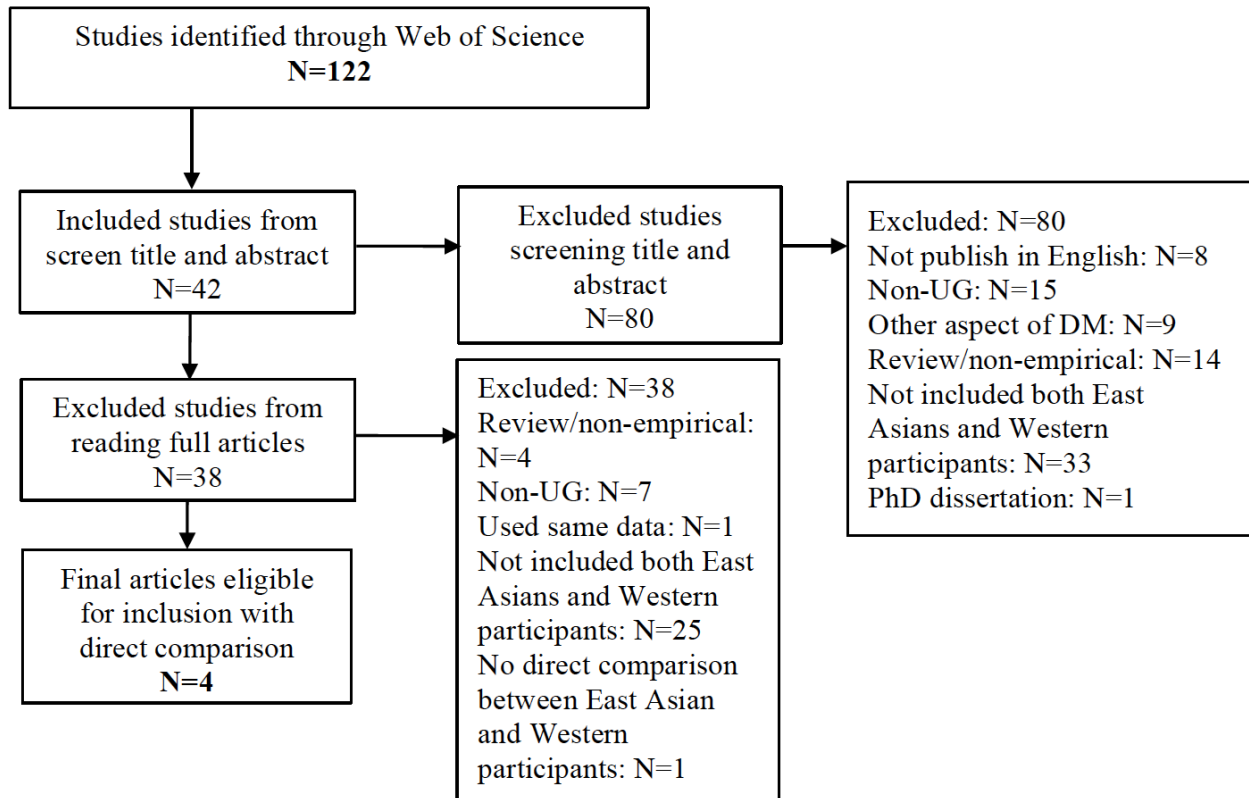 Studies identified through Web of Science
N=122
Included studies from
screen title and abstract
N=42
Excluded studies
screening title and
abstract
N=80
Excluded: N=80
Not publish in English: N=8
Non-UG: N=15
Other aspect of DM: N=9
Review/non-empirical: N=14
Not included both East
Asians and Western
participants: N=33
PhD dissertation: N=1
Excluded studies from
reading full articles
N=38
Excluded: N=38
Review/non-empirical:
N=4
Non-UG: N=7
Used same data: N=1
Not included both East
Asians and Western
participants: N=25
No direct comparison
between East Asian
and Western
participants: N=1
Final articles eligible
for inclusion with
direct comparison
N=4